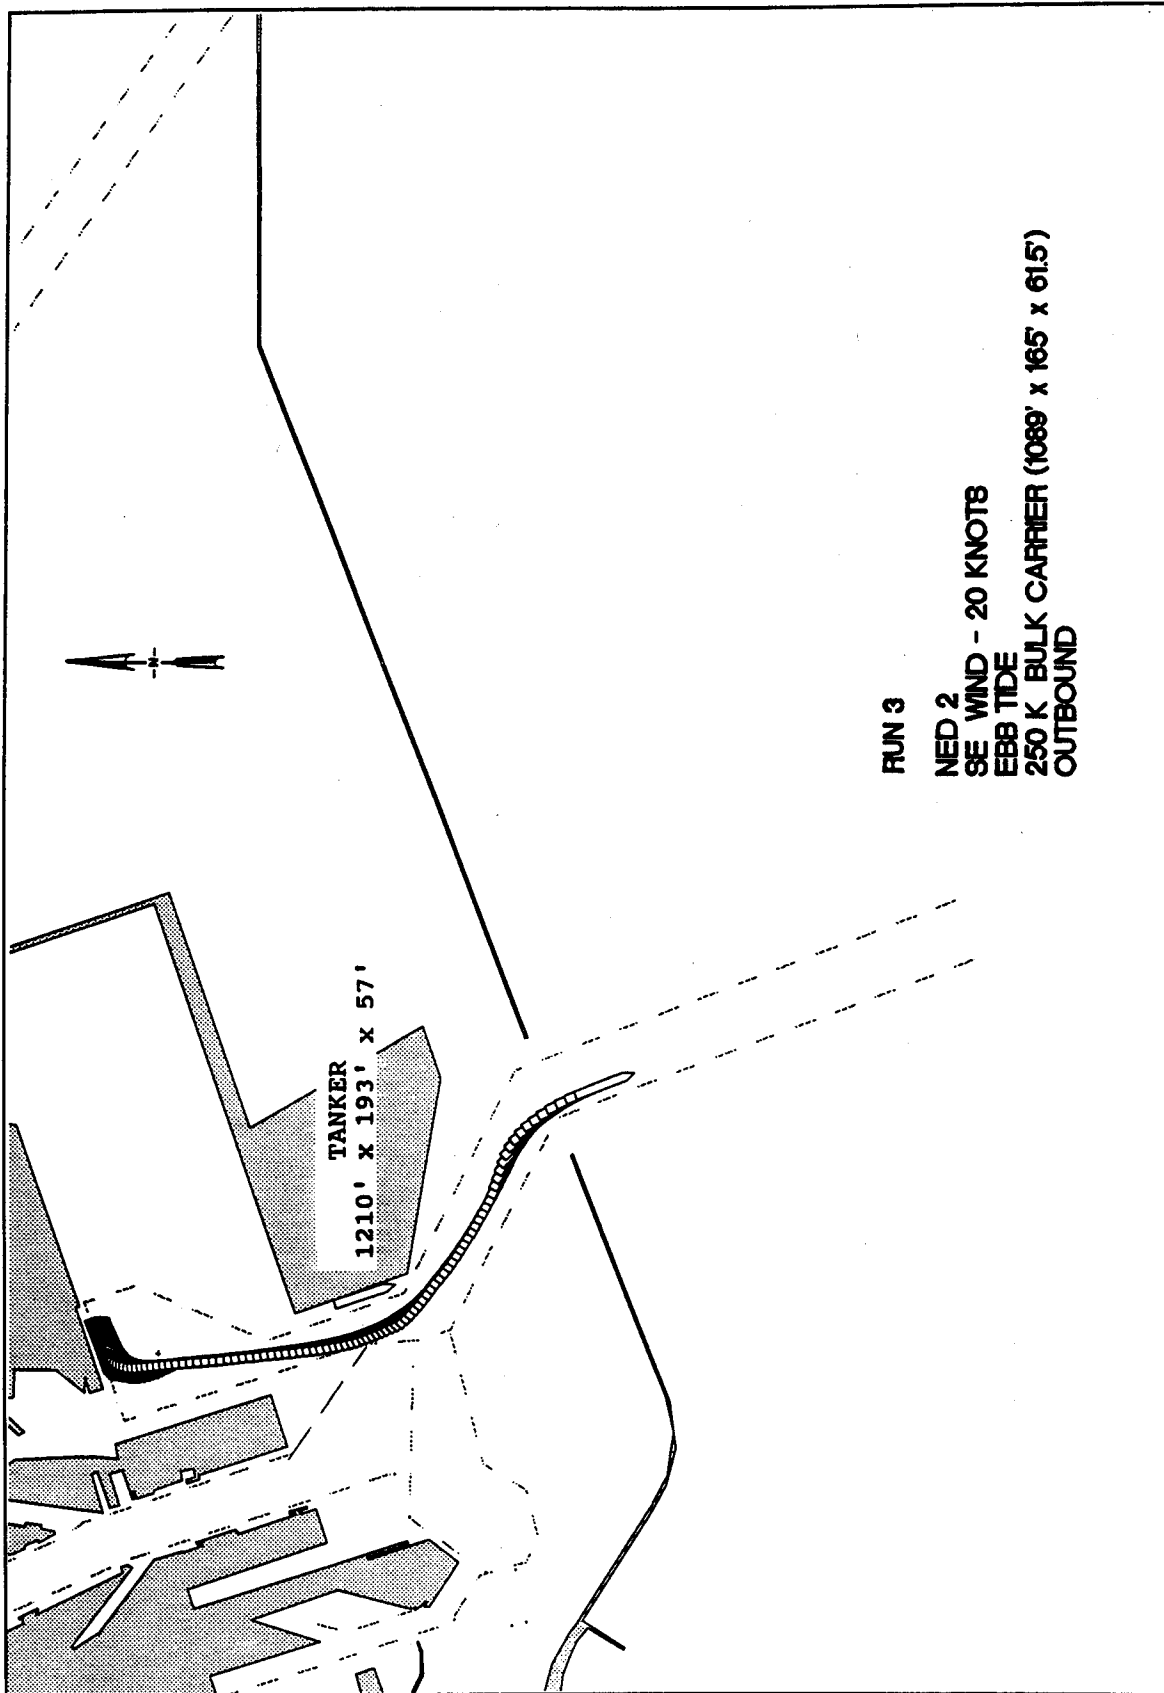 N
TANKER
1210' X 193' X 57'
RUN 3
NED 2
SE WIND - 20 KNOTS
EBB TIDE
250 K BULK CARRIER (1089' x 165' x 61.5')
OUTBOUND